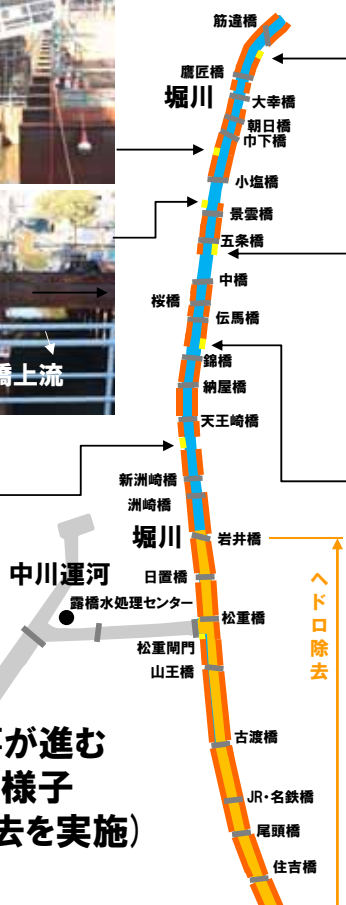 筋違橋
鷹匠橋
堀川
大幸橋
朝日橋
巾下橋
小塩橋
景雲橋
五条橋
中橋
桜橋
伝馬橋
橋上流
錦橋
納屋橋
天王崎橋
新洲崎橋
洲崎橋
堀川
岩井橋
中川運河
日置橋
ヘドロ除去
露橋水処理センター
松重橋
松重閘門
山王橋
が進む
古渡橋
様子
JR・名鉄橋
去を実施)
尾頭橋
住吉橋